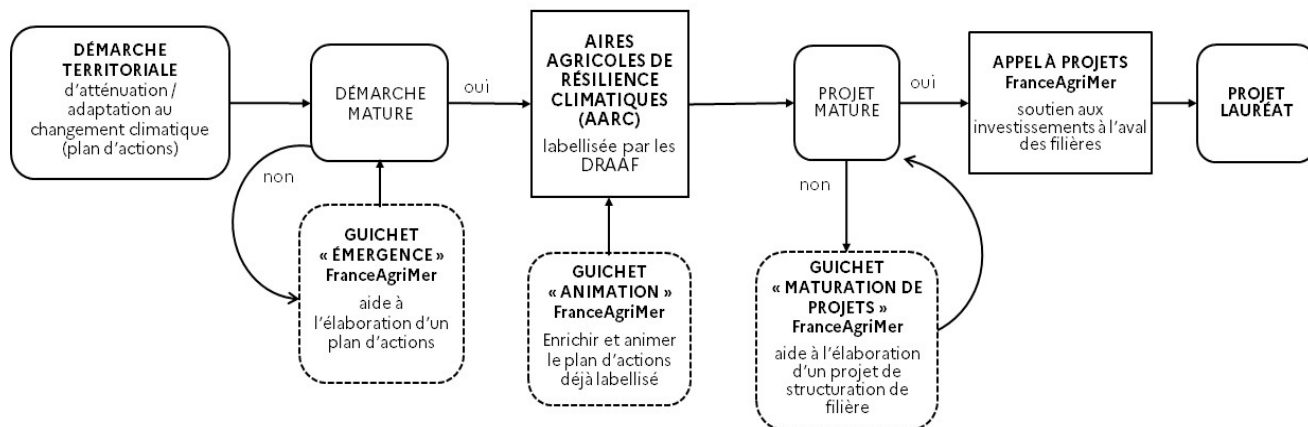 DÉMARCHE
TERRITORIALE
d'atténuation /
adaptation au
changement climatique
(plan d'actions)
DÉMARCHE
MATURE
oui
non
GUICHET
« ÉMERGENCE »
FranceAgriMer
aide à
l'élaboration d'un
plan d'actions
AIRES
AGRICOLES DE
RÉSILIENCE
CLIMATIQUES
(AARC)
labellisée par les
DRAAF
GUICHET
« ANIMATION »
FranceAgriMer
Enrichir et animer
le plan d'actions
déjà labellisé
PROJET
MATURE
oui
non
GUICHET
« MATURATION DE
PROJETS »
FranceAgriMer
aide à l'élaboration
d'un projet de
structuration de
filière
APPEL À PROJETS
FranceAgriMer
soutien aux
investissements à l'aval
des filières
PROJET
LAURÉAT